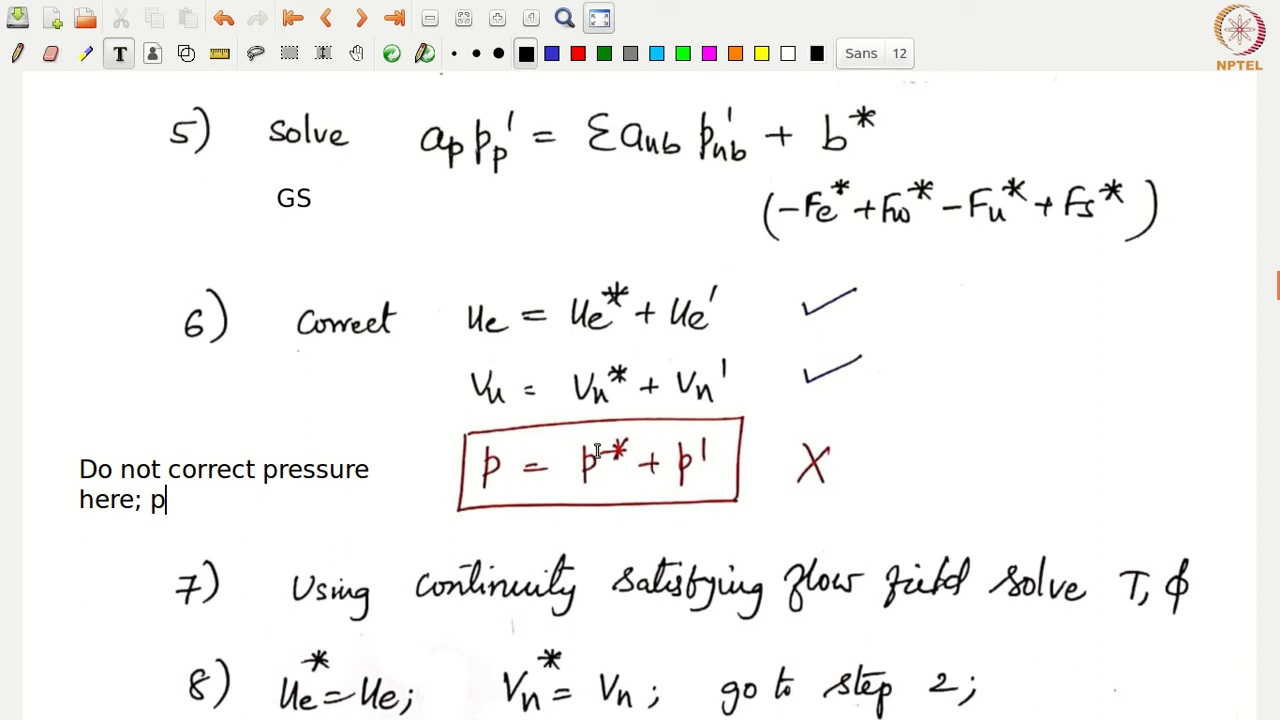 Sans 12
NPTEL
5) solve a_P p_P' = Σ a_nb p'_nb + b*
GS
(-Fe* + Fw* - Fn* + Fs*)
6) Correct u_e = u_e* + u_e' ✓
v_n = v_n* + v_n' ✓
p = p* + p' X
Do not correct pressure
here; p
7) Using continuity satisfying flow field solve T, φ
8) u_e* = u_e; v_n* = v_n; go to step 2;